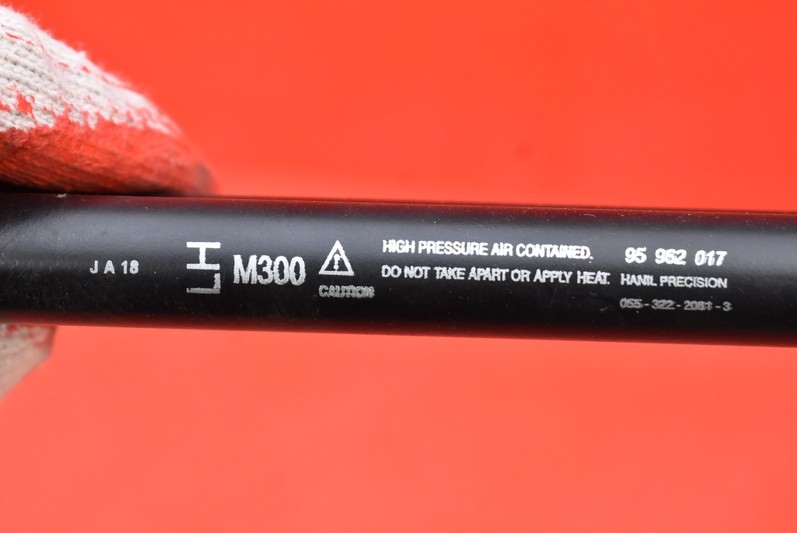 JA18
LH
M300
CAUTION
HIGH PRESSURE AIR CONTAINED.
DO NOT TAKE APART OR APPLY HEAT.
95 962 017
HANIL PRECISION
055-322-2081-3